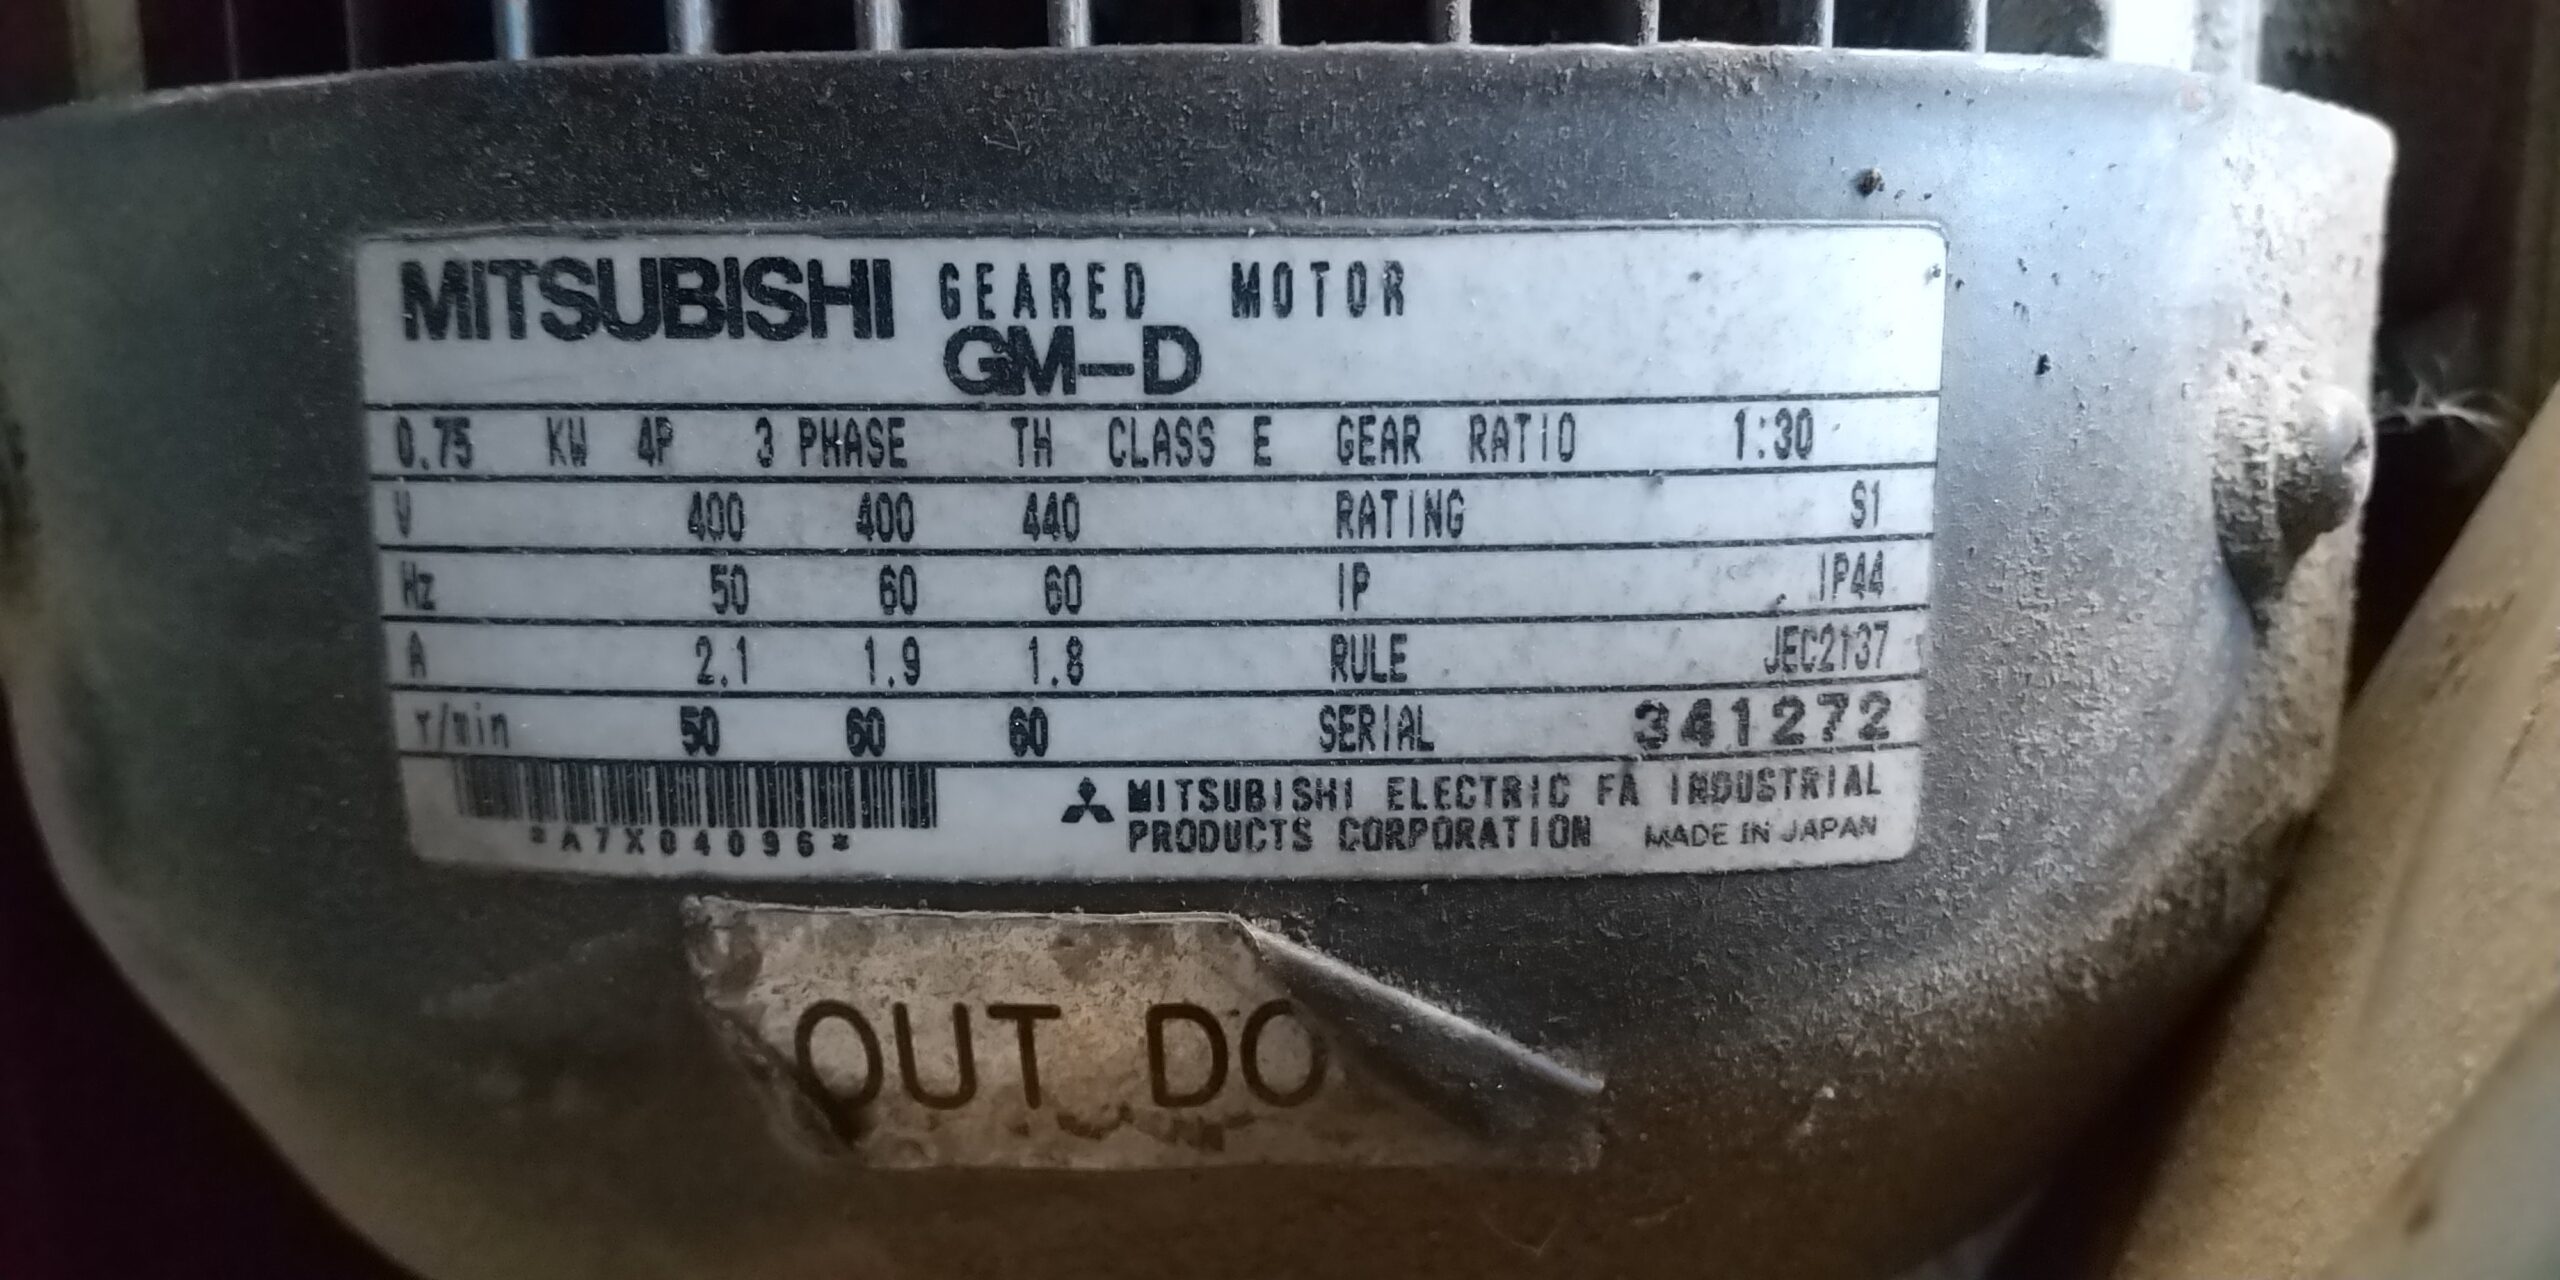 MITSUBISHI GEARED MOTOR
GM-D
0.75 KW 4P 3 PHASE TH CLASS E GEAR RATIO 1:30
V 400 400 440 RATING S1
Hz 50 60 60 IP IP44
A 2.1 1.9 1.8 RULE JEC2137
r/min 50 60 60 SERIAL 341272
*A7X04096*
MITSUBISHI ELECTRIC FA INDUSTRIAL
PRODUCTS CORPORATION MADE IN JAPAN
OUT DO